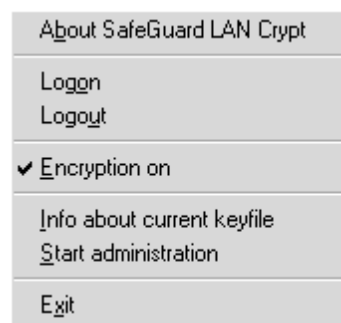 About SafeGuard LAN Crypt
Logon
Logout
Encryption on
Info about current keyfile
Start administration
Exit